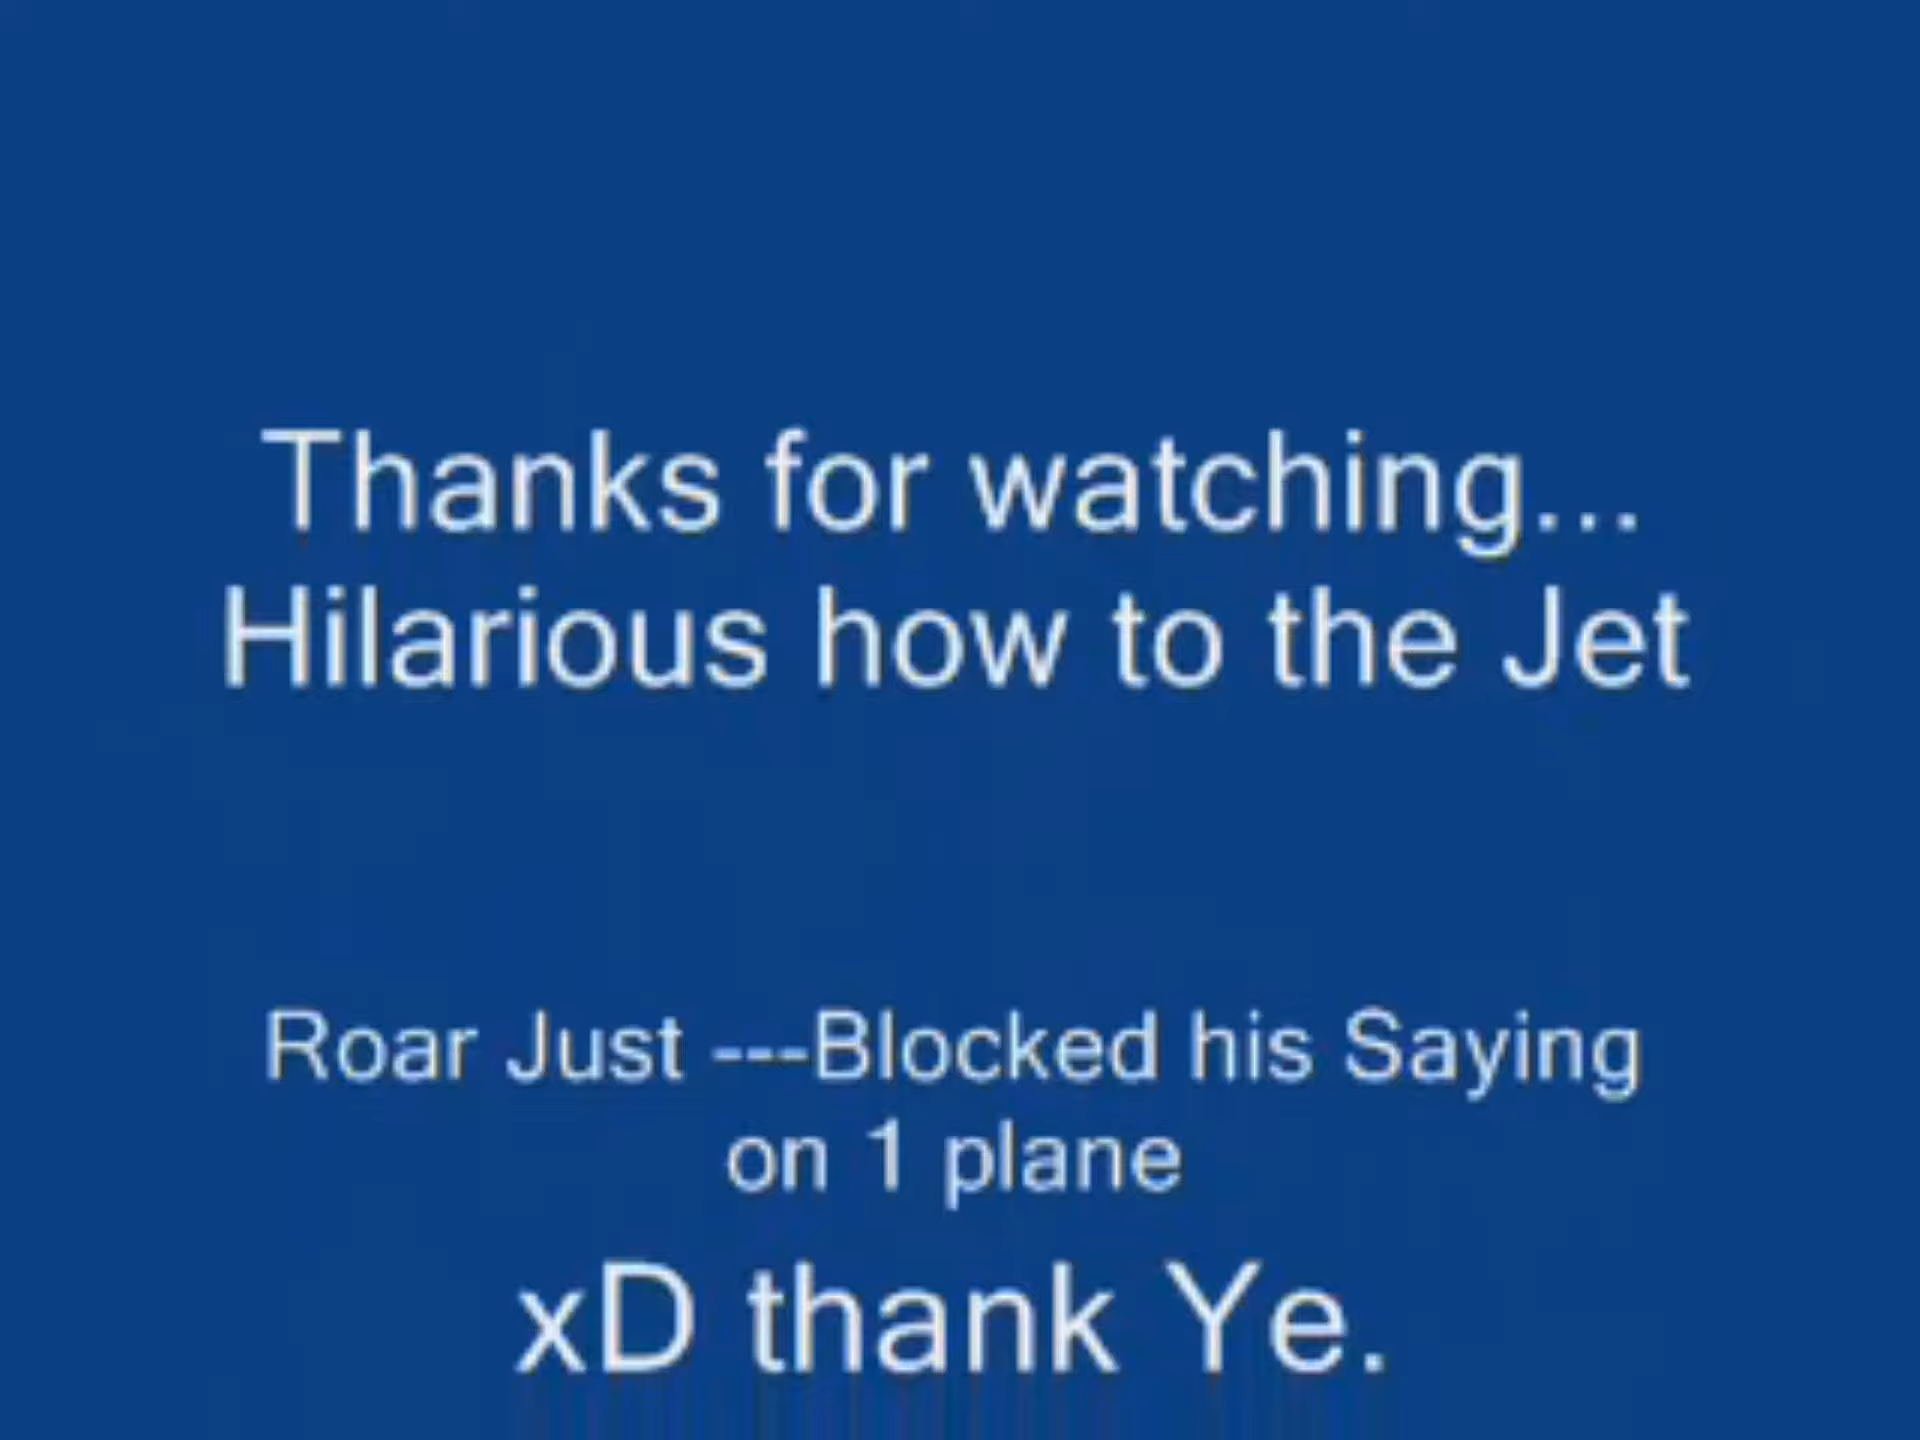 Thanks for watching...
Hilarious how to the Jet
Roar Just ---Blocked his Saying
on 1 plane
xD thank Ye.